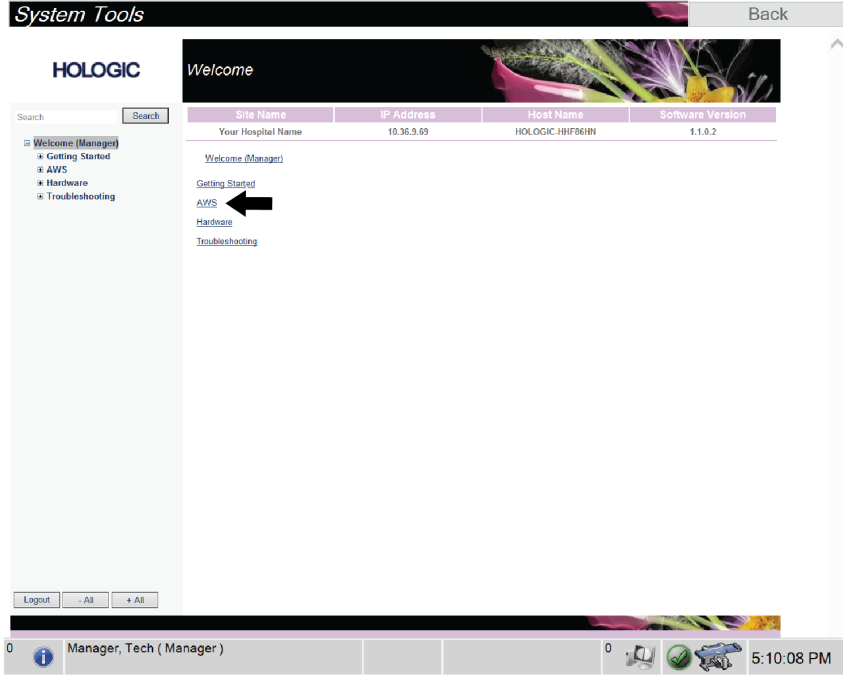 System Tools
Back
HOLOGIC
Welcome
Search
Search
Site Name IP Address Host Name Software Version
Your Hospital Name 10.36.9.69 HOLOGIC-HHF86HN 1.1.0.2
Welcome (Manager)
Getting Started
AWS
Hardware
Troubleshooting
Welcome (Manager)
Getting Started
AWS
Hardware
Troubleshooting
Logout - All + All
0 Manager, Tech ( Manager ) 0 5:10:08 PM